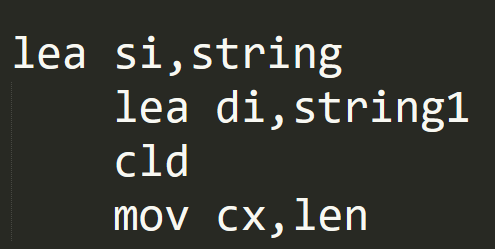 lea si,string
lea di,string1
cld
mov cx,len